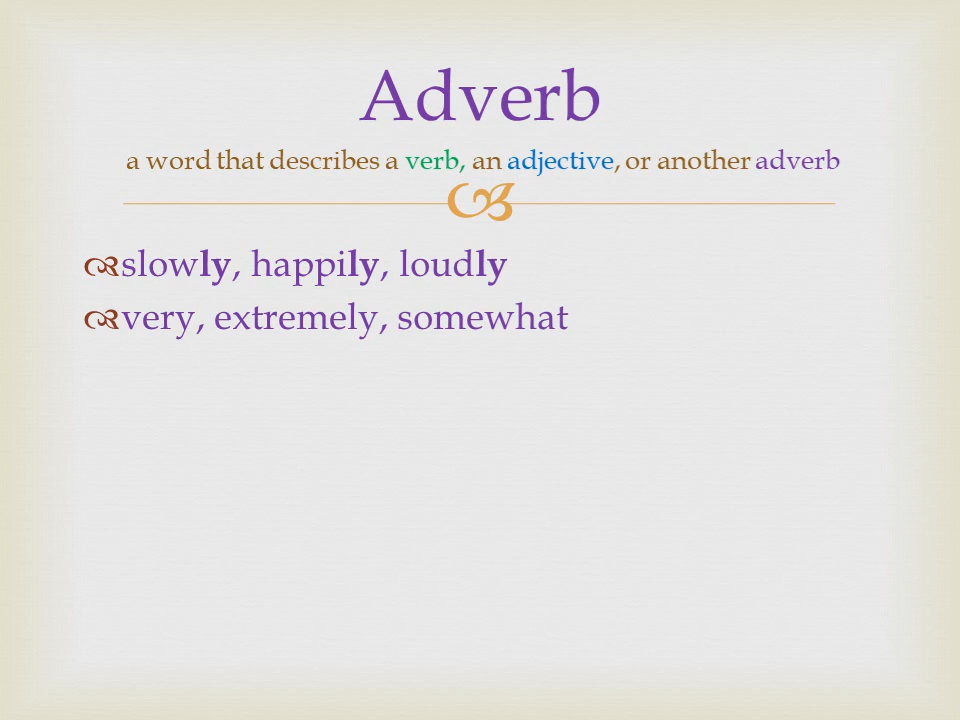 Adverb
a word that describes a verb, an adjective, or another adverb
slowly, happily, loudly
very, extremely, somewhat